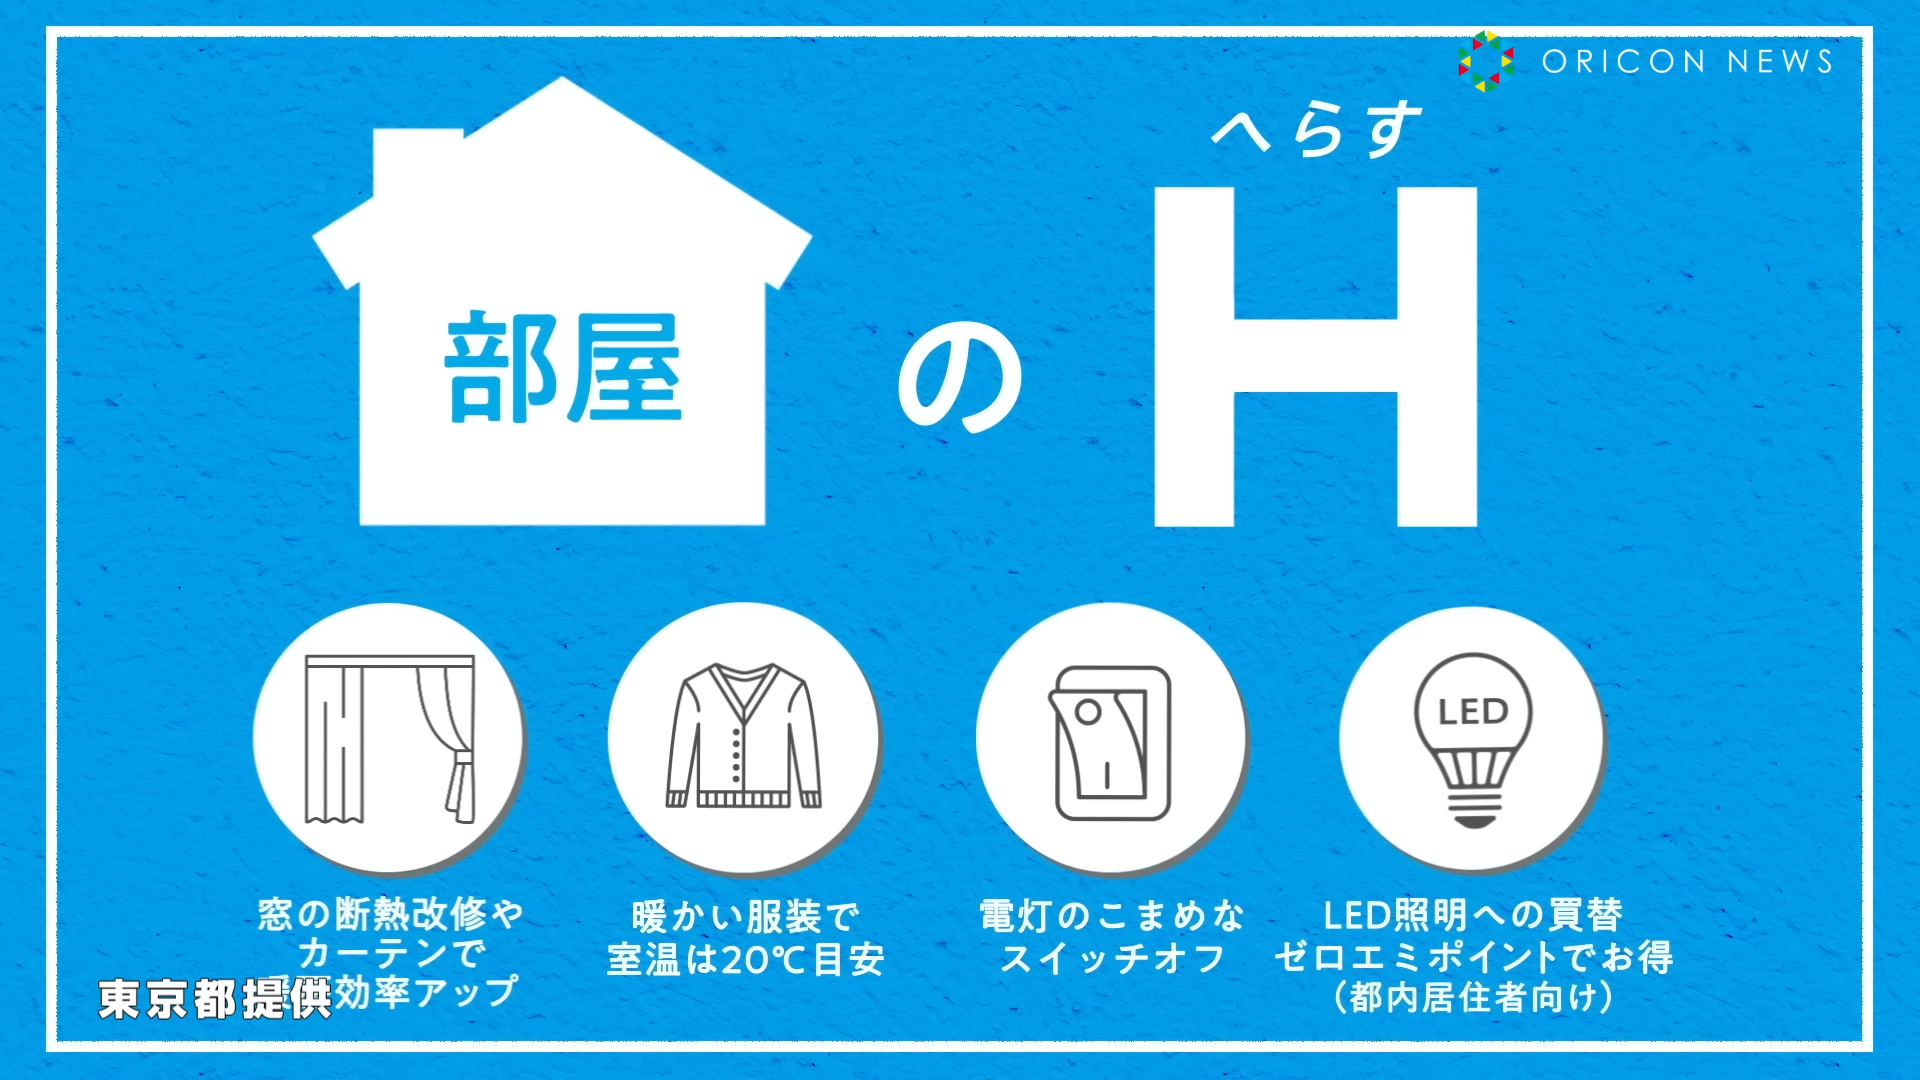 ORICON NEWS
へらす
部屋 の H
LED
窓の断熱改修や
カーテンで
効率アップ
暖かい服装で
室温は20℃目安
電灯のこまめな
スイッチオフ
LED照明への買替
ゼロエミポイントでお得
(都内居住者向け)
東京都提供